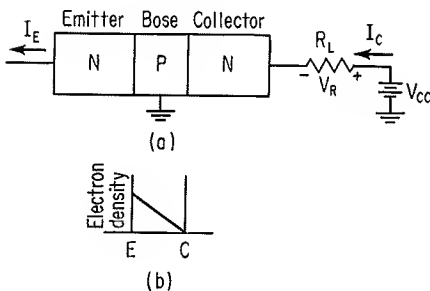 Emitter Bose Collector
I_E
N P N
R_L
I_C
- V_R +
V_CC
(a)
Electron
density
E C
(b)